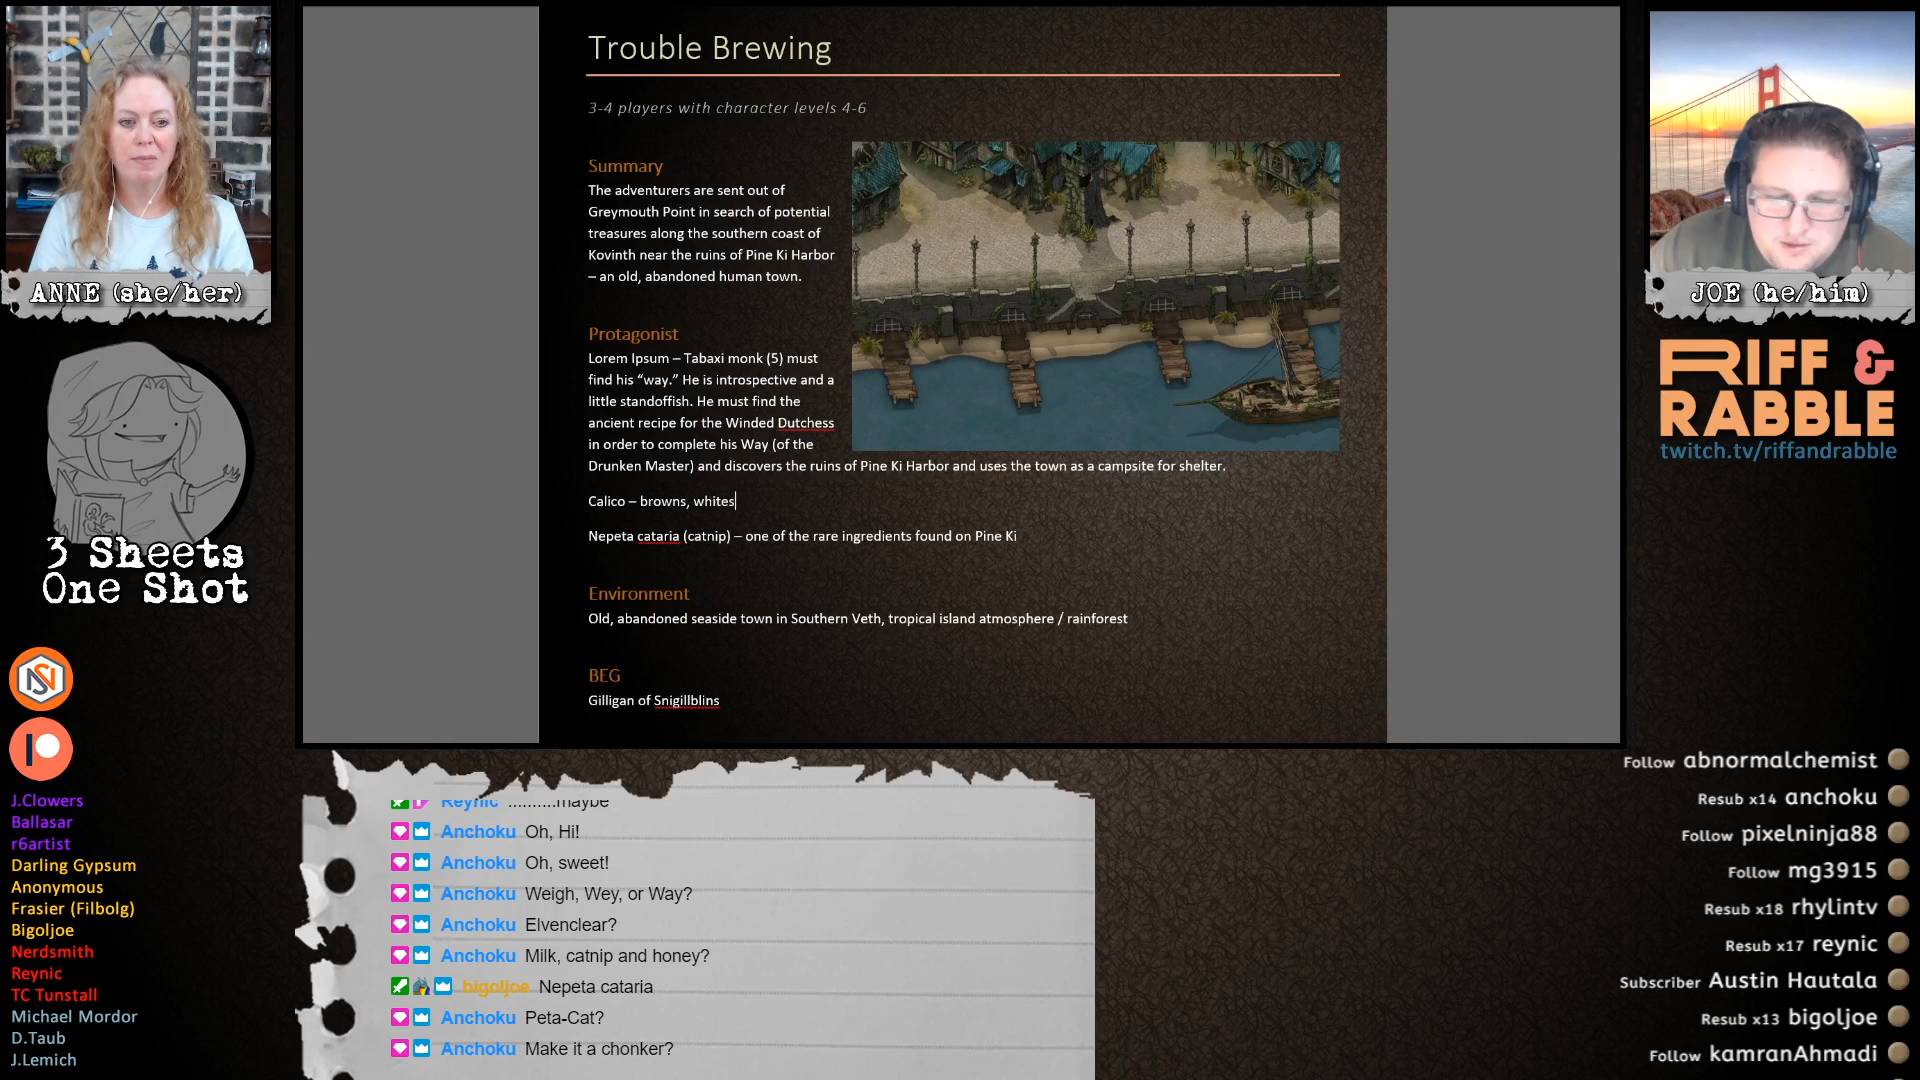 Trouble Brewing
3-4 players with character levels 4-6
Summary
The adventurers are sent out of
Greymouth Point in search of potential
treasures along the southern coast of
Kovinth near the ruins of Pine Ki Harbor
– an old, abandoned human town.
Protagonist
Lorem Ipsum – Tabaxi monk (5) must
find his “way.” He is introspective and a
little standoffish. He must find the
ancient recipe for the Winded Dutchess
in order to complete his Way (of the
Drunken Master) and discovers the ruins of Pine Ki Harbor and uses the town as a campsite for shelter.
Calico – browns, whites
Nepeta cataria (catnip) – one of the rare ingredients found on Pine Ki
Environment
Old, abandoned seaside town in Southern Veth, tropical island atmosphere / rainforest
BEG
Gilligan of Snigillblins
ANNE (she/her)
JOE (he/him)
RIFF &
RABBLE
twitch.tv/riffandrabble
3 Sheets
One Shot
J.Clowers
Ballasar
r6artist
Darling Gypsum
Anonymous
Frasier (Filbolg)
Bigoljoe
Nerdsmith
Reynic
TC Tunstall
Michael Mordor
D.Taub
J.Lemich
Reynic ..........maybe
Anchoku Oh, Hi!
Anchoku Oh, sweet!
Anchoku Weigh, Wey, or Way?
Anchoku Elvenclear?
Anchoku Milk, catnip and honey?
bigoljoe Nepeta cataria
Anchoku Peta-Cat?
Anchoku Make it a chonker?
Follow abnormalchemist
Resub x14 anchoku
Follow pixelninja88
Follow mg3915
Resub x18 rhylintv
Resub x17 reynic
Subscriber Austin Hautala
Resub x13 bigoljoe
Follow kamranAhmadi